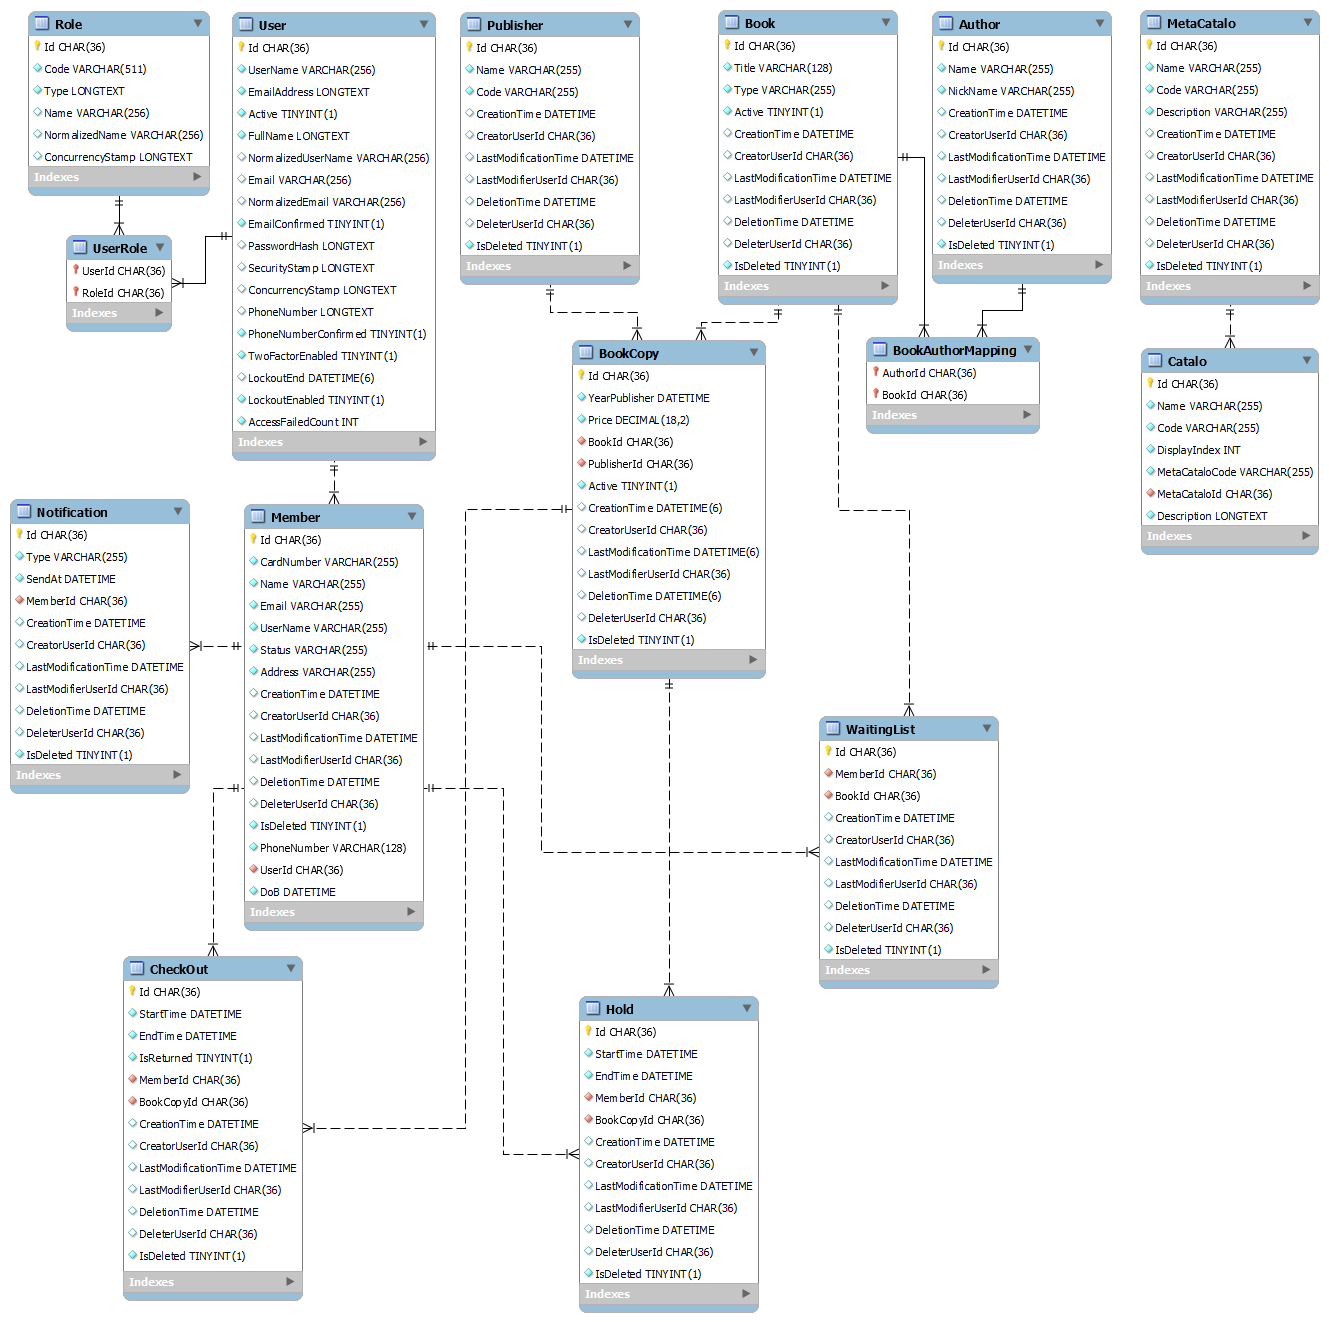 Role
Id CHAR(36)
Code VARCHAR(511)
Type LONGTEXT
Name VARCHAR(256)
NormalizedName VARCHAR(256)
ConcurrencyStamp LONGTEXT
Indexes
User
Id CHAR(36)
UserName VARCHAR(256)
EmailAddress LONGTEXT
Active TINYINT(1)
FullName LONGTEXT
NormalizedUserName VARCHAR(256)
Email VARCHAR(256)
NormalizedEmail VARCHAR(256)
EmailConfirmed TINYINT(1)
PasswordHash LONGTEXT
SecurityStamp LONGTEXT
ConcurrencyStamp LONGTEXT
PhoneNumber LONGTEXT
PhoneNumberConfirmed TINYINT(1)
TwoFactorEnabled TINYINT(1)
LockoutEnd DATETIME(6)
LockoutEnabled TINYINT(1)
AccessFailedCount INT
Indexes
Publisher
Id CHAR(36)
Name VARCHAR(255)
Code VARCHAR(255)
CreationTime DATETIME
CreatorUserId CHAR(36)
LastModificationTime DATETIME
LastModifierUserId CHAR(36)
DeletionTime DATETIME
DeleterUserId CHAR(36)
IsDeleted TINYINT(1)
Indexes
Book
Id CHAR(36)
Title VARCHAR(128)
Type VARCHAR(255)
Active TINYINT(1)
CreationTime DATETIME
CreatorUserId CHAR(36)
LastModificationTime DATETIME
LastModifierUserId CHAR(36)
DeletionTime DATETIME
DeleterUserId CHAR(36)
IsDeleted TINYINT(1)
Indexes
Author
Id CHAR(36)
Name VARCHAR(255)
NickName VARCHAR(255)
CreationTime DATETIME
CreatorUserId CHAR(36)
LastModificationTime DATETIME
LastModifierUserId CHAR(36)
DeletionTime DATETIME
DeleterUserId CHAR(36)
IsDeleted TINYINT(1)
Indexes
MetaCatalo
Id CHAR(36)
Name VARCHAR(255)
Code VARCHAR(255)
Description VARCHAR(255)
CreationTime DATETIME
CreatorUserId CHAR(36)
LastModificationTime DATETIME
LastModifierUserId CHAR(36)
DeletionTime DATETIME
DeleterUserId CHAR(36)
IsDeleted TINYINT(1)
Indexes
UserRole
UserId CHAR(36)
RoleId CHAR(36)
Indexes
BookCopy
Id CHAR(36)
YearPublisher DATETIME
Price DECIMAL(18,2)
BookId CHAR(36)
PublisherId CHAR(36)
Active TINYINT(1)
CreationTime DATETIME(6)
CreatorUserId CHAR(36)
LastModificationTime DATETIME(6)
LastModifierUserId CHAR(36)
DeletionTime DATETIME(6)
DeleterUserId CHAR(36)
IsDeleted TINYINT(1)
Indexes
BookAuthorMapping
AuthorId CHAR(36)
BookId CHAR(36)
Indexes
Catalo
Id CHAR(36)
Name VARCHAR(255)
Code VARCHAR(255)
DisplayIndex INT
MetaCataloCode VARCHAR(255)
MetaCataloId CHAR(36)
Description LONGTEXT
Indexes
Notification
Id CHAR(36)
Type VARCHAR(255)
SendAt DATETIME
MemberId CHAR(36)
CreationTime DATETIME
CreatorUserId CHAR(36)
LastModificationTime DATETIME
LastModifierUserId CHAR(36)
DeletionTime DATETIME
DeleterUserId CHAR(36)
IsDeleted TINYINT(1)
Indexes
Member
Id CHAR(36)
CardNumber VARCHAR(255)
Name VARCHAR(255)
Email VARCHAR(255)
UserName VARCHAR(255)
Status VARCHAR(255)
Address VARCHAR(255)
CreationTime DATETIME
CreatorUserId CHAR(36)
LastModificationTime DATETIME
LastModifierUserId CHAR(36)
DeletionTime DATETIME
DeleterUserId CHAR(36)
IsDeleted TINYINT(1)
PhoneNumber VARCHAR(128)
UserId CHAR(36)
DoB DATETIME
Indexes
WaitingList
Id CHAR(36)
MemberId CHAR(36)
BookId CHAR(36)
CreationTime DATETIME
CreatorUserId CHAR(36)
LastModificationTime DATETIME
LastModifierUserId CHAR(36)
DeletionTime DATETIME
DeleterUserId CHAR(36)
IsDeleted TINYINT(1)
Indexes
CheckOut
Id CHAR(36)
StartTime DATETIME
EndTime DATETIME
IsReturned TINYINT(1)
MemberId CHAR(36)
BookCopyId CHAR(36)
CreationTime DATETIME
CreatorUserId CHAR(36)
LastModificationTime DATETIME
LastModifierUserId CHAR(36)
DeletionTime DATETIME
DeleterUserId CHAR(36)
IsDeleted TINYINT(1)
Indexes
Hold
Id CHAR(36)
StartTime DATETIME
EndTime DATETIME
MemberId CHAR(36)
BookCopyId CHAR(36)
CreationTime DATETIME
CreatorUserId CHAR(36)
LastModificationTime DATETIME
LastModifierUserId CHAR(36)
DeletionTime DATETIME
DeleterUserId CHAR(36)
IsDeleted TINYINT(1)
Indexes